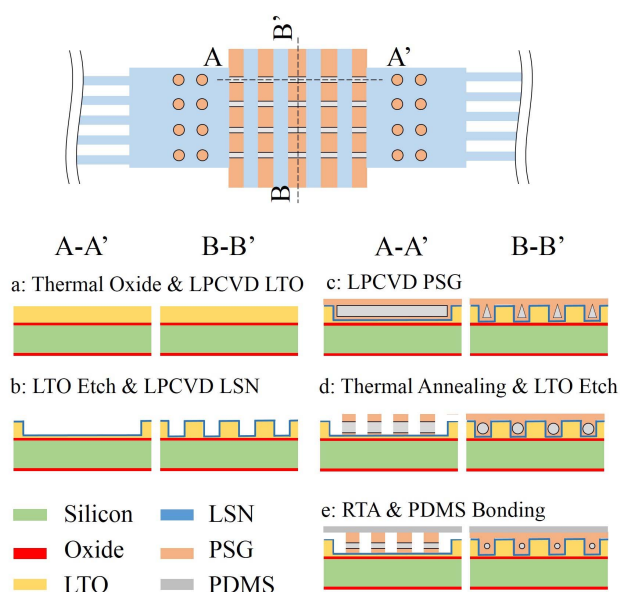 B'
A
A'
B
A-A'
B-B'
A-A'
B-B'
a: Thermal Oxide & LPCVD LTO
c: LPCVD PSG
b: LTO Etch & LPCVD LSN
d: Thermal Annealing & LTO Etch
e: RTA & PDMS Bonding
Silicon
LSN
Oxide
PSG
LTO
PDMS